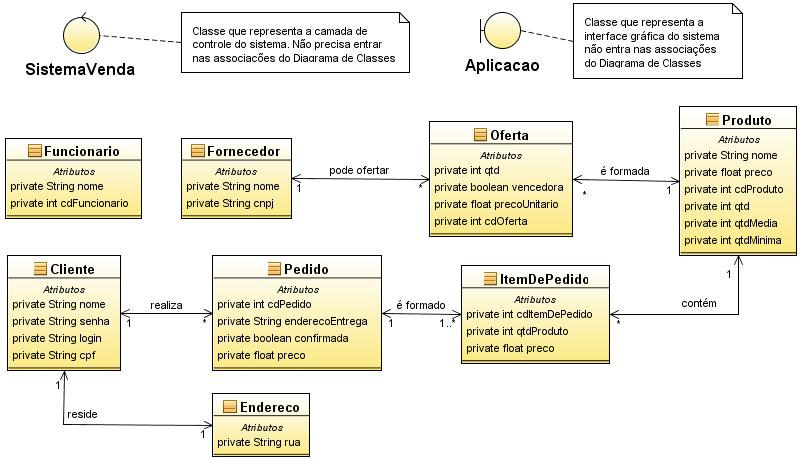 SistemaVenda
Classe que representa a camada de
controle do sistema. Não precisa entrar
nas associacões do Diagrama de Classes
Aplicacao
Classe que representa a
interface gráfica do sistema
não entra nas associações
do Diagrama de Classes
Funcionario
Atributos
private String nome
private int cdFuncionario
Fornecedor
Atributos
private String nome
private String cnpj
1
pode ofertar
*
Oferta
Atributos
private int qtd
private boolean vencedora
private float precoUnitario
private int cdOferta
*
é formada
1
Produto
Atributos
private String nome
private float preco
private int cdProduto
private int qtd
private int qtdMedia
private int qtdMinima
1
contém
*
Cliente
Atributos
private String nome
private String senha
private String login
private String cpf
1
realiza
*
Pedido
Atributos
private int cdPedido
private String enderecoEntrega
private boolean confirmada
private float preco
1
é formado
1..*
ItemDePedido
Atributos
private int cdItemDePedido
private int qtdProduto
private float preco
1
reside
1
Endereco
Atributos
private String rua